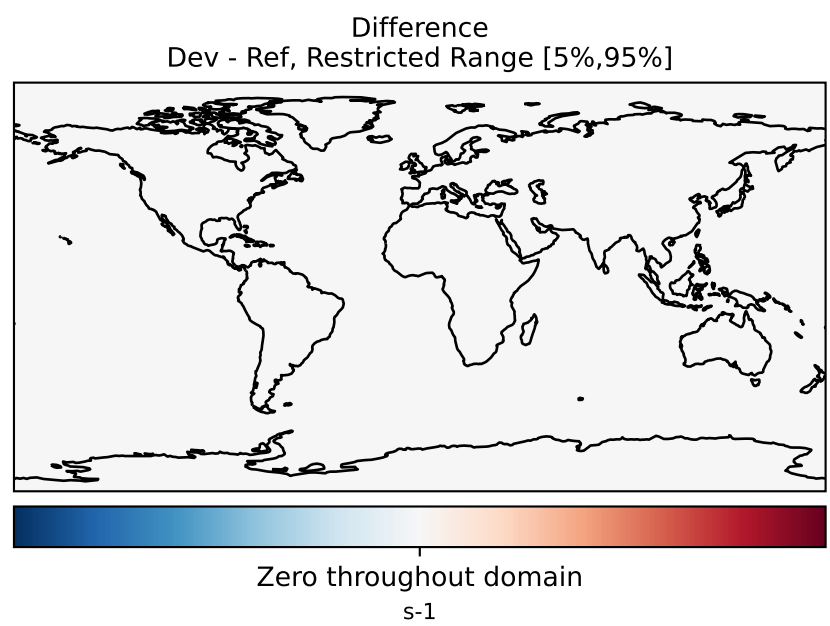 Difference
Dev - Ref, Restricted Range [5%,95%]
Zero throughout domain
s-1